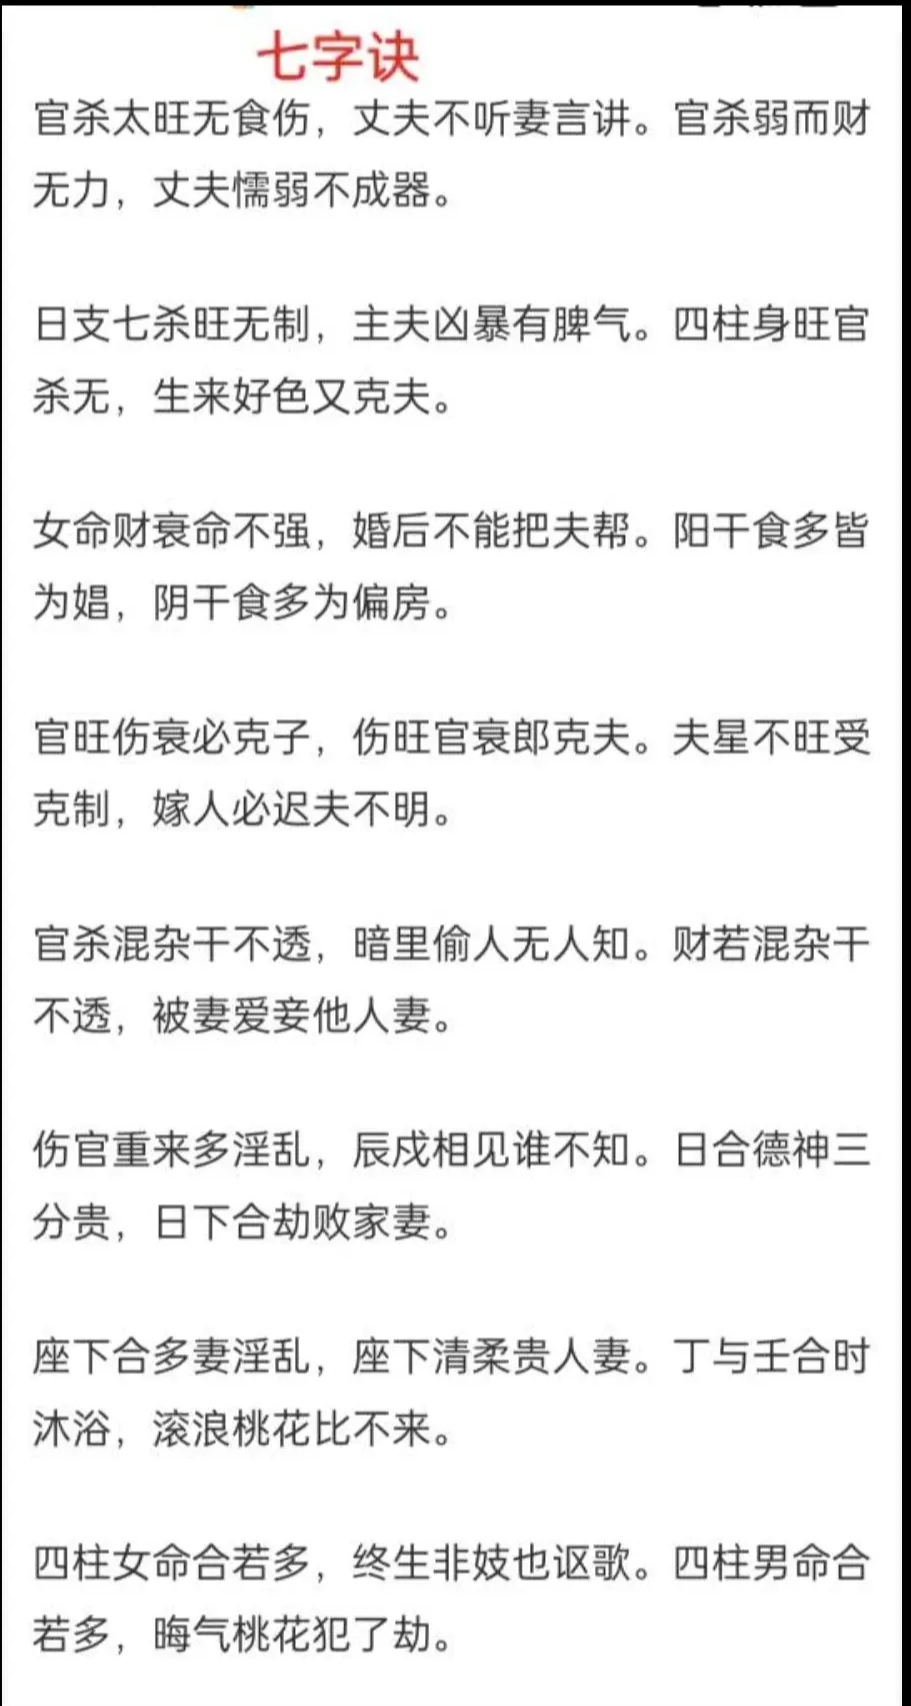 七字诀
官杀太旺无食伤，丈夫不听妻言讲。官杀弱而财
无力，丈夫懦弱不成器。
日支七杀旺无制，主夫凶暴有脾气。四柱身旺官
杀无，生来好色又克夫。
女命财衰命不强，婚后不能把夫帮。阳干食多皆
为娼，阴干食多为偏房。
官旺伤衰必克子，伤旺官衰郎克夫。夫星不旺受
克制，嫁人必迟夫不明。
官杀混杂干不透，暗里偷人无人知。财若混杂干
不透，被妻爱妾他人妻。
伤官重来多淫乱，辰戍相见谁不知。日合德神三
分贵，日下合劫败家妻。
座下合多妻淫乱，座下清柔贵人妻。丁与壬合时
沐浴，滚浪桃花比不来。
四柱女命合若多，终生非妓也讴歌。四柱男命合
若多，晦气桃花犯了劫。